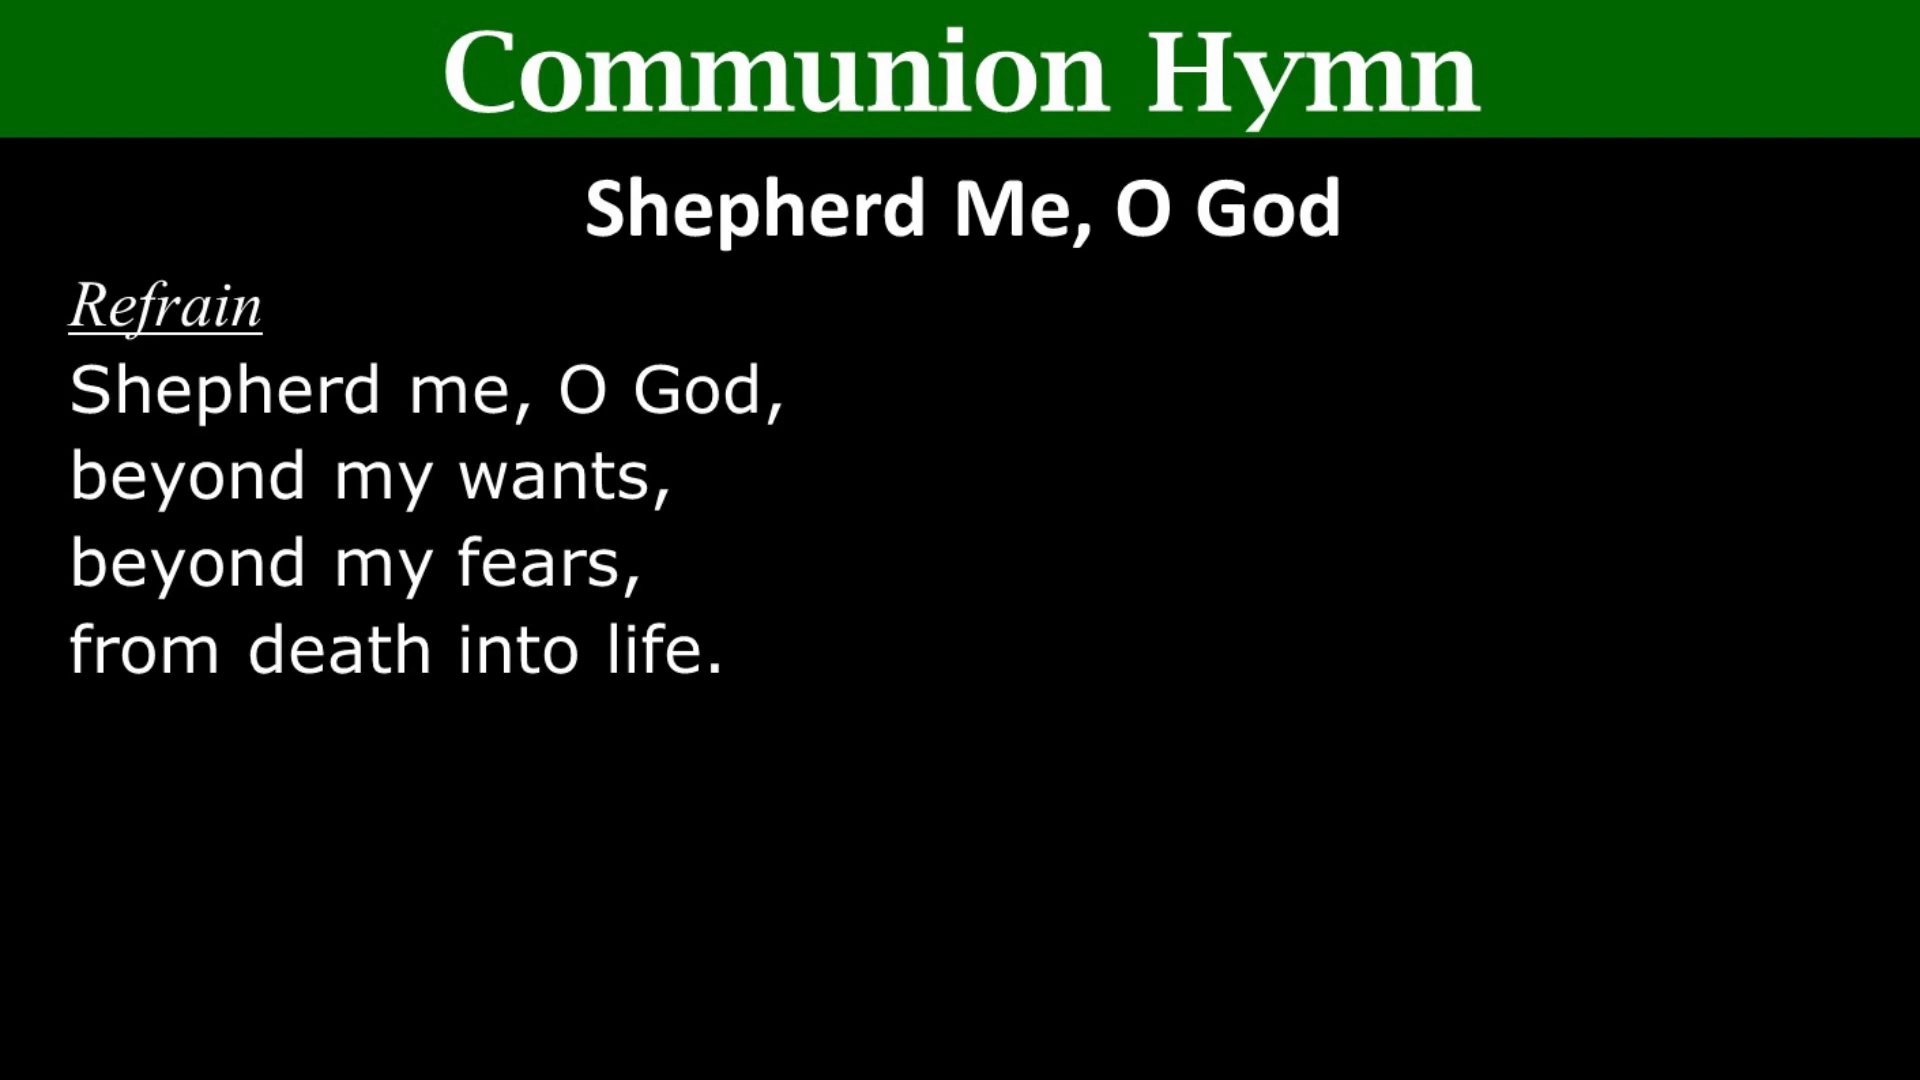 Communion Hymn
Shepherd Me, O God
Refrain
Shepherd me, O God,
beyond my wants,
beyond my fears,
from death into life.